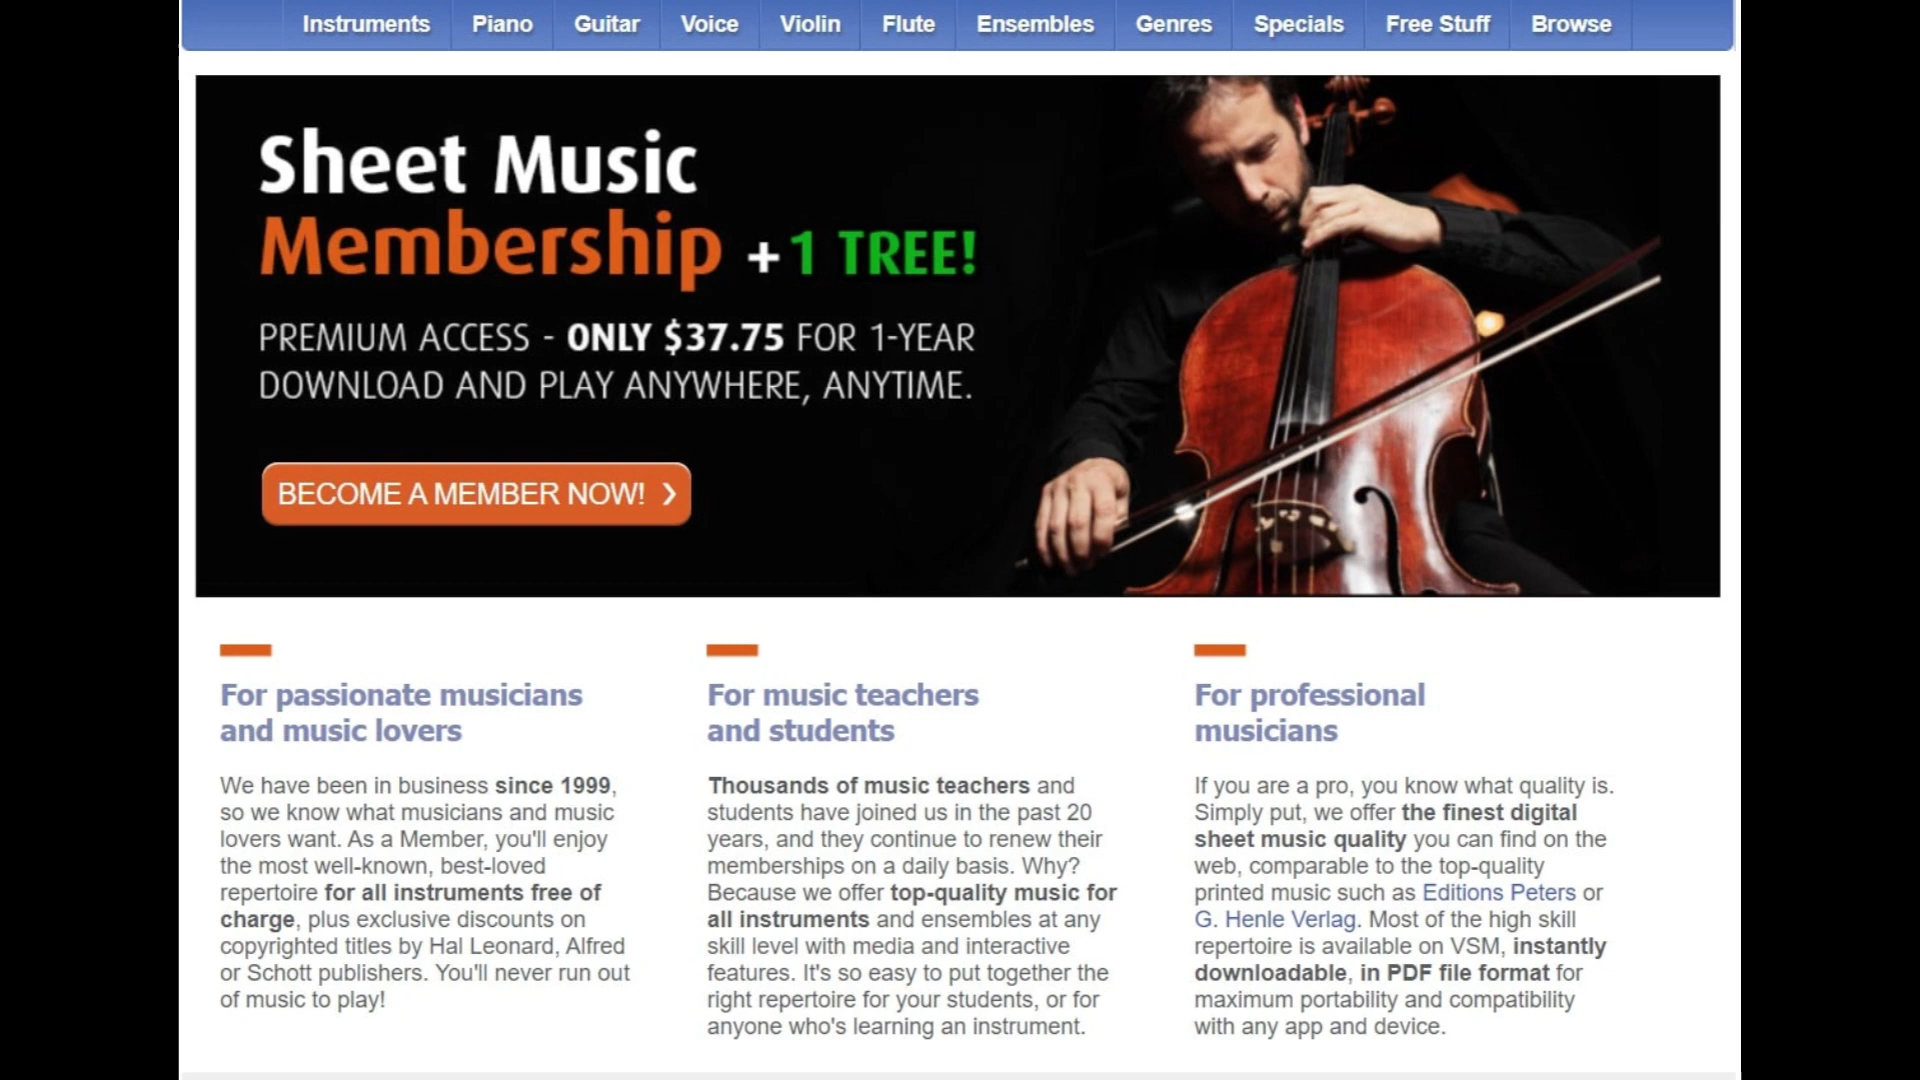 Instruments Piano Guitar Voice Violin Flute Ensembles Genres Specials Free Stuff Browse
Sheet Music
Membership + 1 TREE!
PREMIUM ACCESS - ONLY $37.75 FOR 1-YEAR
DOWNLOAD AND PLAY ANYWHERE, ANYTIME.
BECOME A MEMBER NOW! ❯
For passionate musicians
and music lovers
We have been in business since 1999,
so we know what musicians and music
lovers want. As a Member, you'll enjoy
the most well-known, best-loved
repertoire for all instruments free of
charge, plus exclusive discounts on
copyrighted titles by Hal Leonard, Alfred
or Schott publishers. You'll never run out
of music to play!
For music teachers
and students
Thousands of music teachers and
students have joined us in the past 20
years, and they continue to renew their
memberships on a daily basis. Why?
Because we offer top-quality music for
all instruments and ensembles at any
skill level with media and interactive
features. It's so easy to put together the
right repertoire for your students, or for
anyone who's learning an instrument.
For professional
musicians
If you are a pro, you know what quality is.
Simply put, we offer the finest digital
sheet music quality you can find on the
web, comparable to the top-quality
printed music such as Editions Peters or
G. Henle Verlag. Most of the high skill
repertoire is available on VSM, instantly
downloadable, in PDF file format for
maximum portability and compatibility
with any app and device.